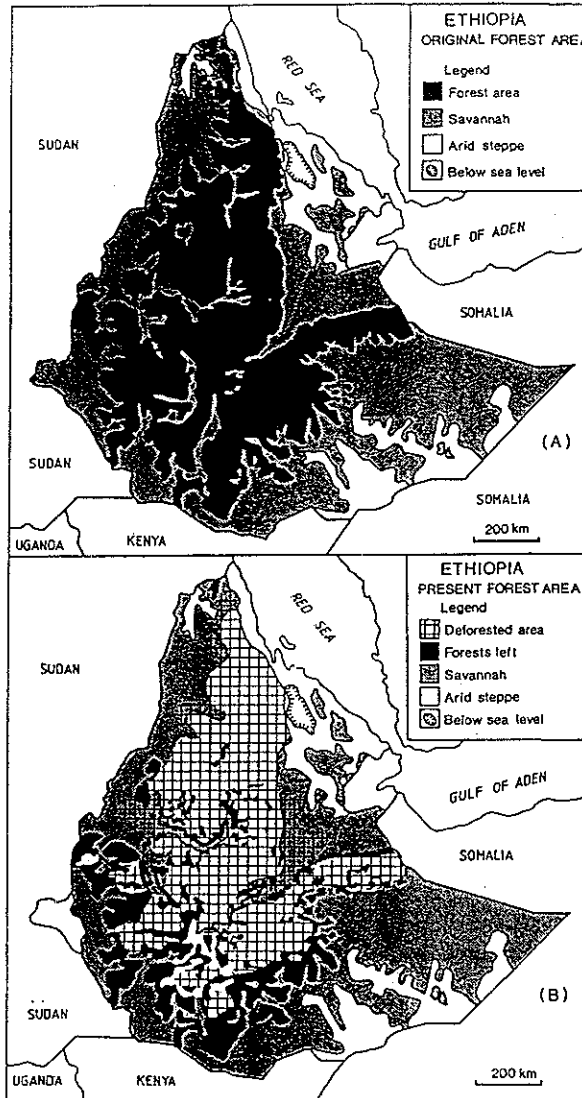 ETHIOPIA
ORIGINAL FOREST AREA
Legend
Forest area
Savannah
Arid steppe
Below sea level
RED SEA
SUDAN
GULF OF ADEN
SOMALIA
(A)
SUDAN
SOMALIA
UGANDA
KENYA
200 km
ETHIOPIA
PRESENT FOREST AREA
Legend
Deforested area
Forests left
Savannah
Arid steppe
Below sea level
RED SEA
SUDAN
GULF OF ADEN
SOMALIA
(B)
SUDAN
SOMALIA
UGANDA
KENYA
200 km